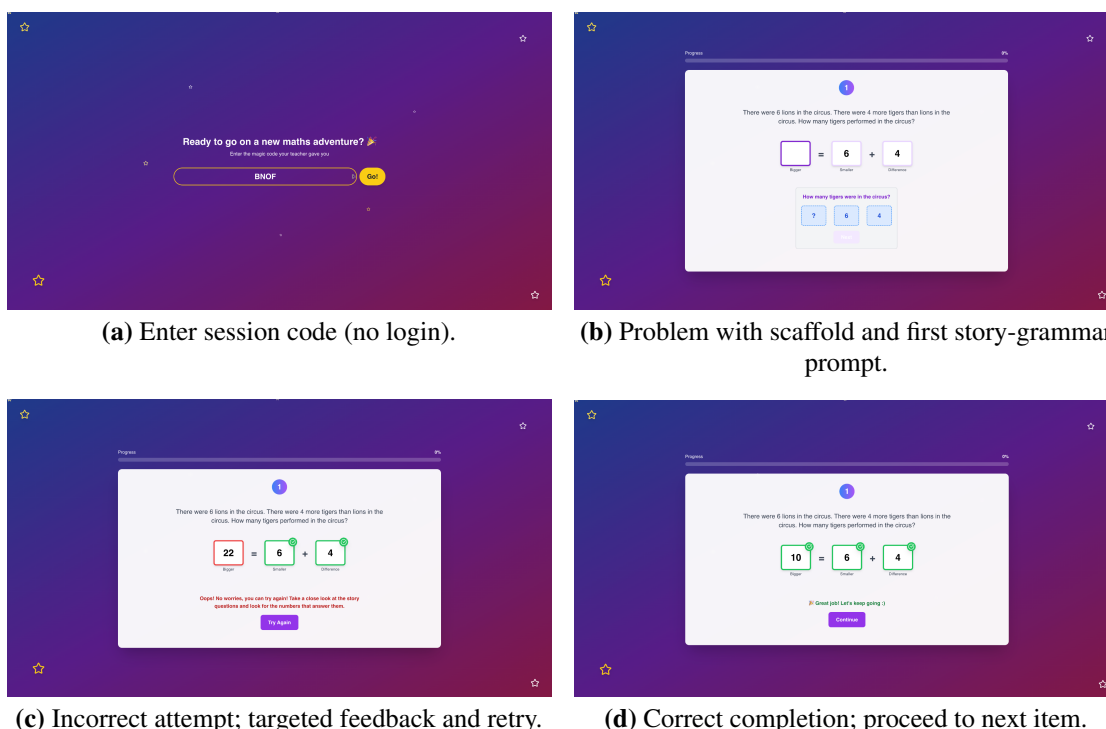 Ready to go on a new maths adventure? 🎉
Enter the magic code your teacher gave you
BNOF
Go!
(a) Enter session code (no login).
Progress
0%
1
There were 6 lions in the circus. There were 4 more tigers than lions in the
circus. How many tigers performed in the circus?
= 6 + 4
Bigger Smaller Difference
How many tigers were in the circus?
? 6 4
(b) Problem with scaffold and first story-grammar
prompt.
Progress
0%
1
There were 6 lions in the circus. There were 4 more tigers than lions in the
circus. How many tigers performed in the circus?
22 = 6 + 4
Bigger Smaller Difference
Oops! No worries, you can try again! Take a close look at the story
questions and look for the numbers that answer them.
Try Again
(c) Incorrect attempt; targeted feedback and retry.
Progress
0%
1
There were 6 lions in the circus. There were 4 more tigers than lions in the
circus. How many tigers performed in the circus?
10 = 6 + 4
Bigger Smaller Difference
🎉 Great job! Let's keep going :)
Continue
(d) Correct completion; proceed to next item.